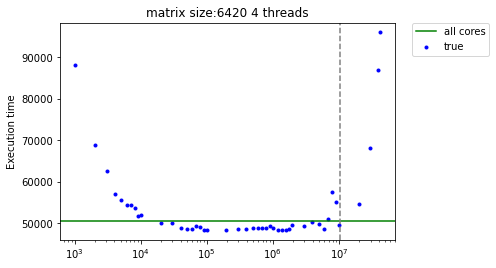 matrix size:6420 4 threads
all cores
true
Execution time
90000
80000
70000
60000
50000
10³
10⁴
10⁵
10⁶
10⁷